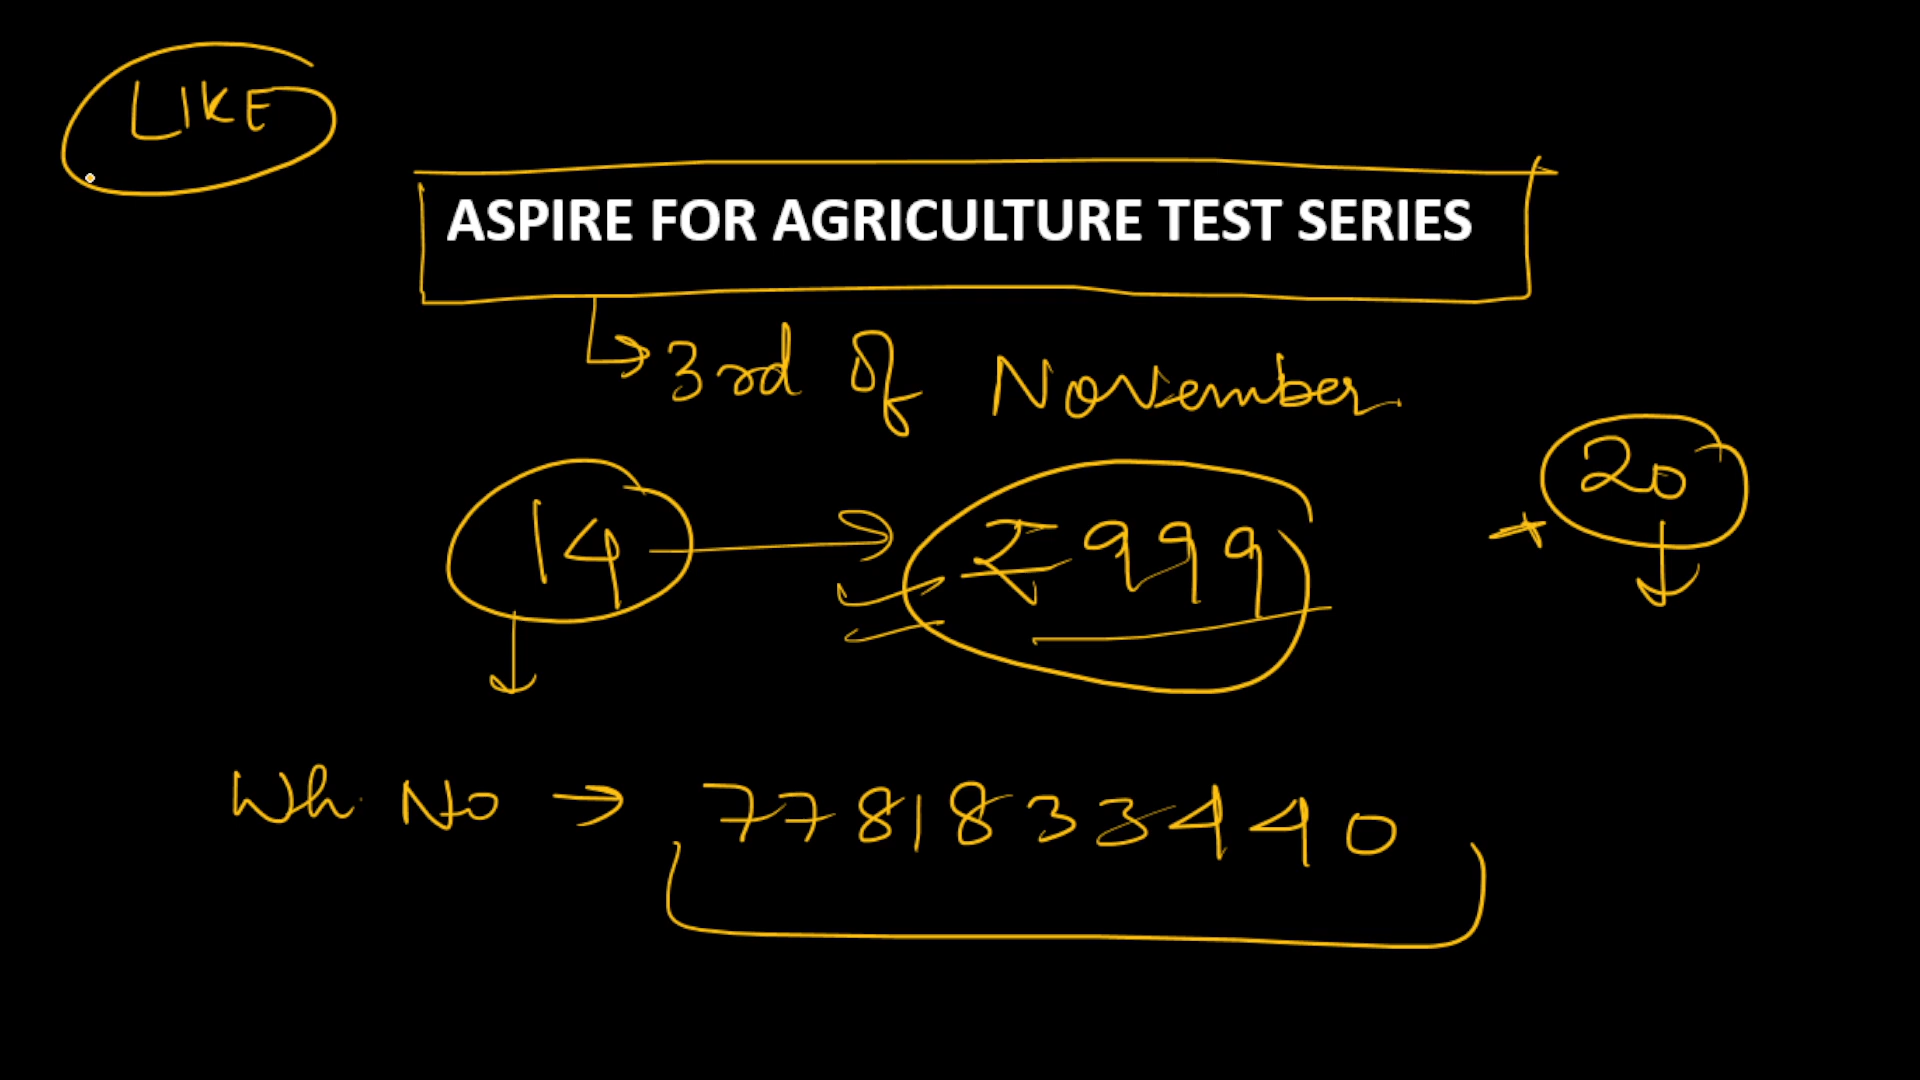 LIKE
ASPIRE FOR AGRICULTURE TEST SERIES
3rd of November
20
14 → ₹999
Wh. No → 7781833440